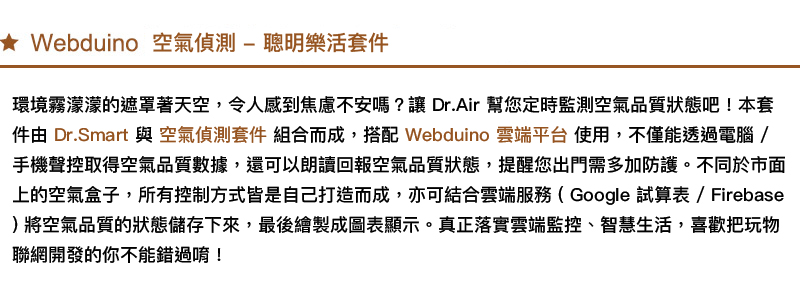 ★ Webduino 空氣偵測 – 聰明樂活套件
環境霧濛濛的遮罩著天空，令人感到焦慮不安嗎？讓 Dr.Air 幫您定時監測空氣品質狀態吧！本套
件由 Dr.Smart 與 空氣偵測套件 組合而成，搭配 Webduino 雲端平台 使用，不僅能透過電腦 /
手機聲控取得空氣品質數據，還可以朗讀回報空氣品質狀態，提醒您出門需多加防護。不同於市面
上的空氣盒子，所有控制方式皆是自己打造而成，亦可結合雲端服務 ( Google 試算表 / Firebase
) 將空氣品質的狀態儲存下來，最後繪製成圖表顯示。真正落實雲端監控、智慧生活，喜歡把玩物
聯網開發的你不能錯過唷！